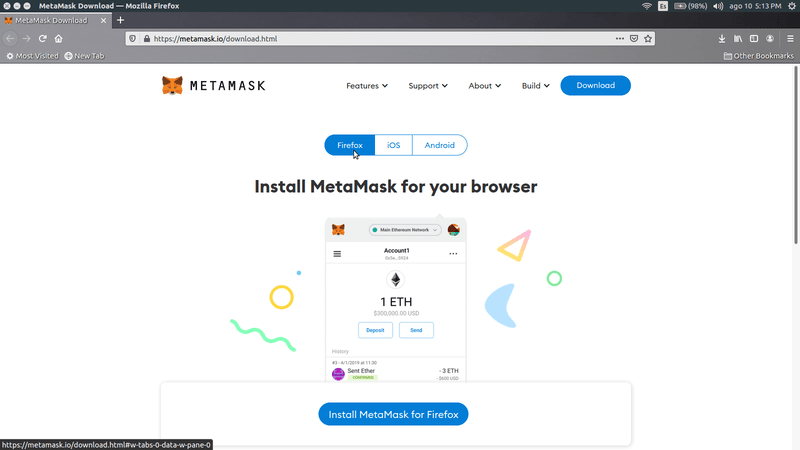 MetaMask Download — Mozilla Firefox
Es
(98%)
ago 10 5:13 PM
MetaMask Download
https://metamask.io/download.html
Most Visited
New Tab
Other Bookmarks
METAMASK
Features
Support
About
Build
Download
Firefox
iOS
Android
Install MetaMask for your browser
Main Ethereum Network
Account1
1 ETH
$300,000.00 USD
Deposit
Send
History
#3 - 4/1/2019 at 11:30
Sent Ether
- 3 ETH
CONFIRMED
- $600 USD
Install MetaMask for Firefox
https://metamask.io/download.html#w-tabs-0-data-w-pane-0